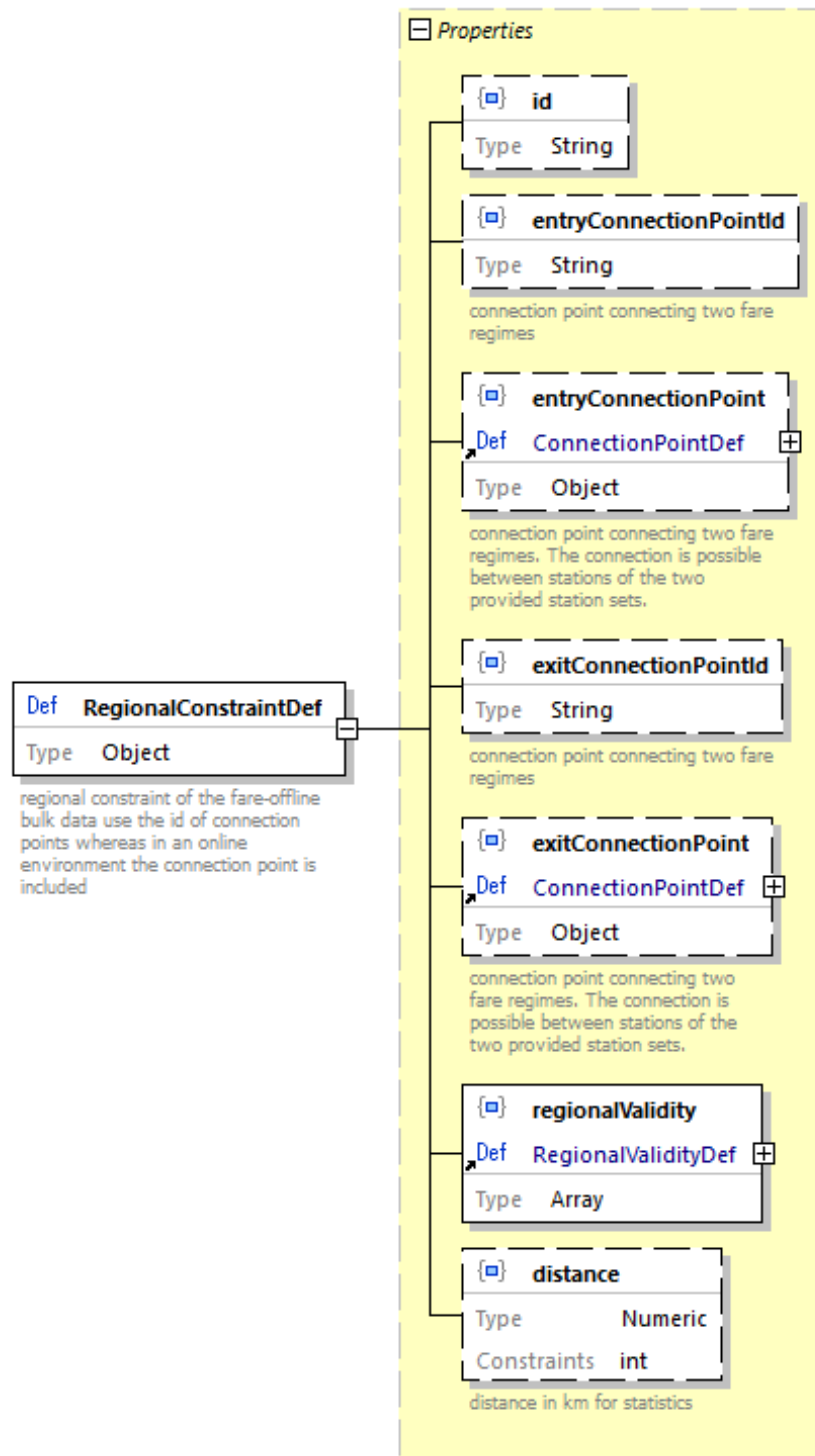 Properties
id
Type String
entryConnectionPointId
Type String
connection point connecting two fare
regimes
entryConnectionPoint
Def ConnectionPointDef
Type Object
connection point connecting two fare
regimes. The connection is possible
between stations of the two
provided station sets.
exitConnectionPointId
Type String
connection point connecting two fare
regimes
Def RegionalConstraintDef
Type Object
regional constraint of the fare-offline
bulk data use the id of connection
points whereas in an online
environment the connection point is
included
exitConnectionPoint
Def ConnectionPointDef
Type Object
connection point connecting two
fare regimes. The connection is
possible between stations of the
two provided station sets.
regionalValidity
Def RegionalValidityDef
Type Array
distance
Type Numeric
Constraints int
distance in km for statistics